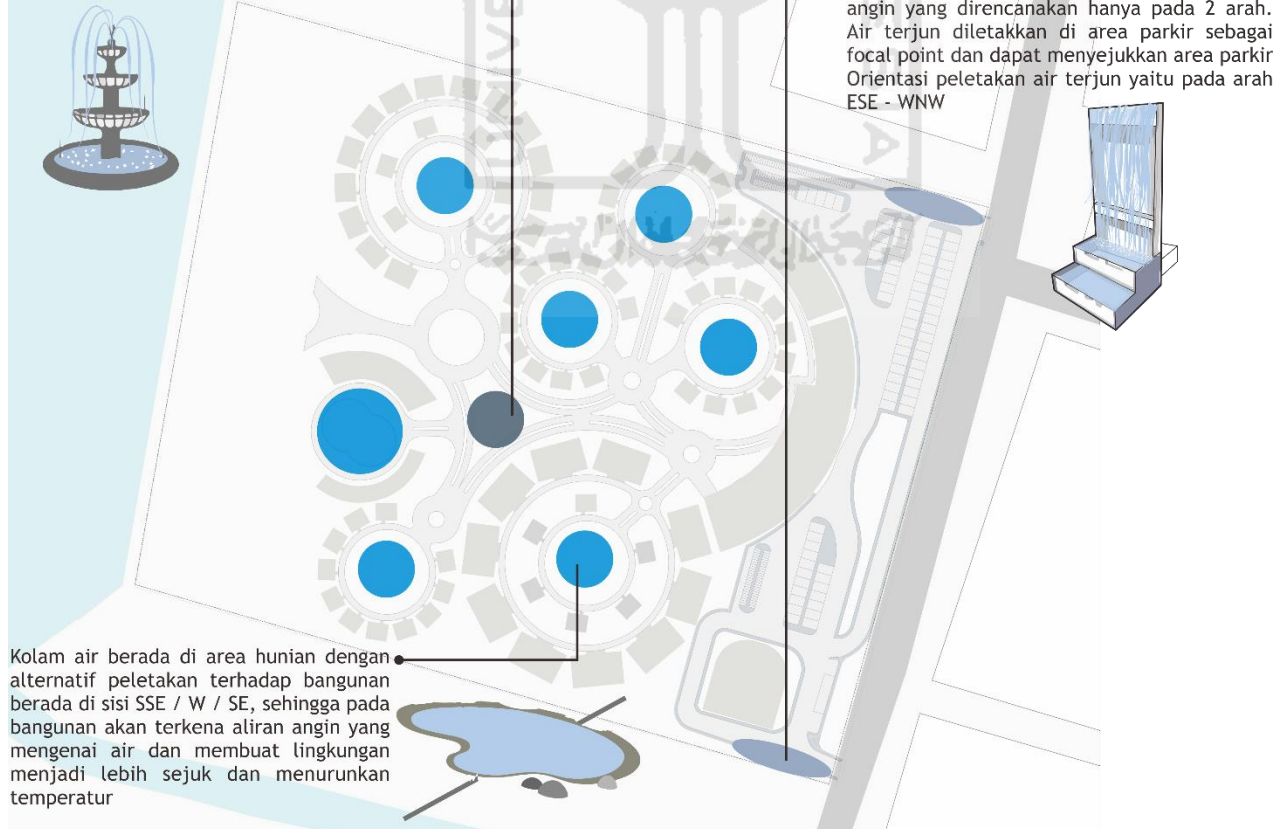 angin yang direncanakan hanya pada 2 arah.
Air terjun diletakkan di area parkir sebagai
focal point dan dapat menyejukkan area parkir
Orientasi peletakan air terjun yaitu pada arah
ESE - WNW
Kolam air berada di area hunian dengan
alternatif peletakan terhadap bangunan
berada di sisi SSE / W / SE, sehingga pada
bangunan akan terkena aliran angin yang
mengenai air dan membuat lingkungan
menjadi lebih sejuk dan menurunkan
temperatur